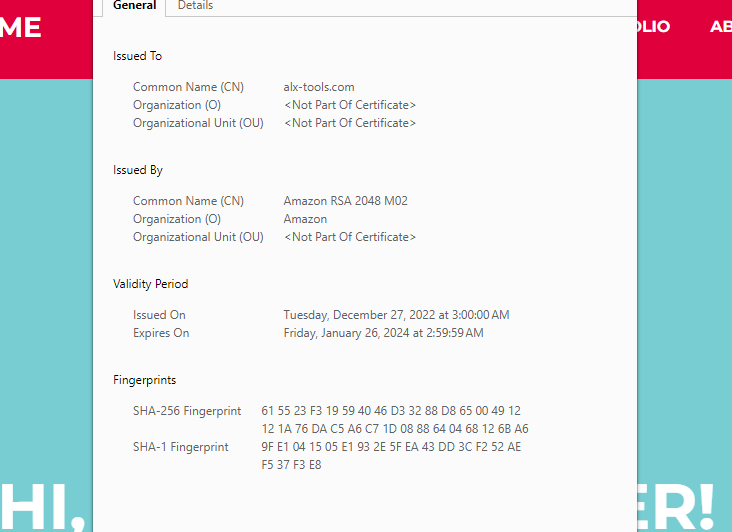 General Details
ME
OLIO AB
Issued To
Common Name (CN) alx-tools.com
Organization (O) <Not Part Of Certificate>
Organizational Unit (OU) <Not Part Of Certificate>
Issued By
Common Name (CN) Amazon RSA 2048 M02
Organization (O) Amazon
Organizational Unit (OU) <Not Part Of Certificate>
Validity Period
Issued On Tuesday, December 27, 2022 at 3:00:00 AM
Expires On Friday, January 26, 2024 at 2:59:59 AM
Fingerprints
SHA-256 Fingerprint 61 55 23 F3 19 59 40 46 D3 32 88 D8 65 00 49 12
12 1A 76 DA C5 A6 C7 1D 08 88 64 04 68 12 6B A6
SHA-1 Fingerprint 9F E1 04 15 05 E1 93 2E 5F EA 43 DD 3C F2 52 AE
F5 37 F3 E8
HI, ER!